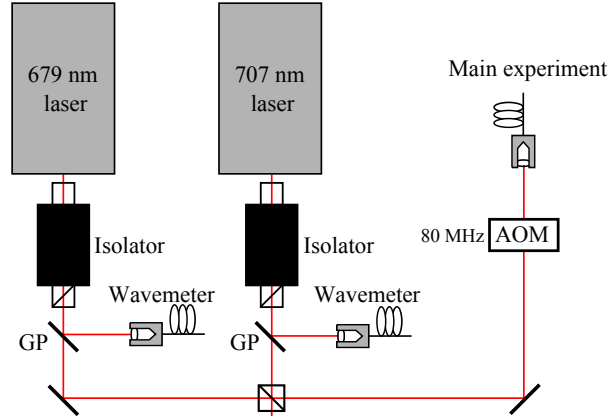 679 nm
laser
707 nm
laser
Main experiment
Isolator
Isolator
80 MHz
AOM
Wavemeter
Wavemeter
GP
GP